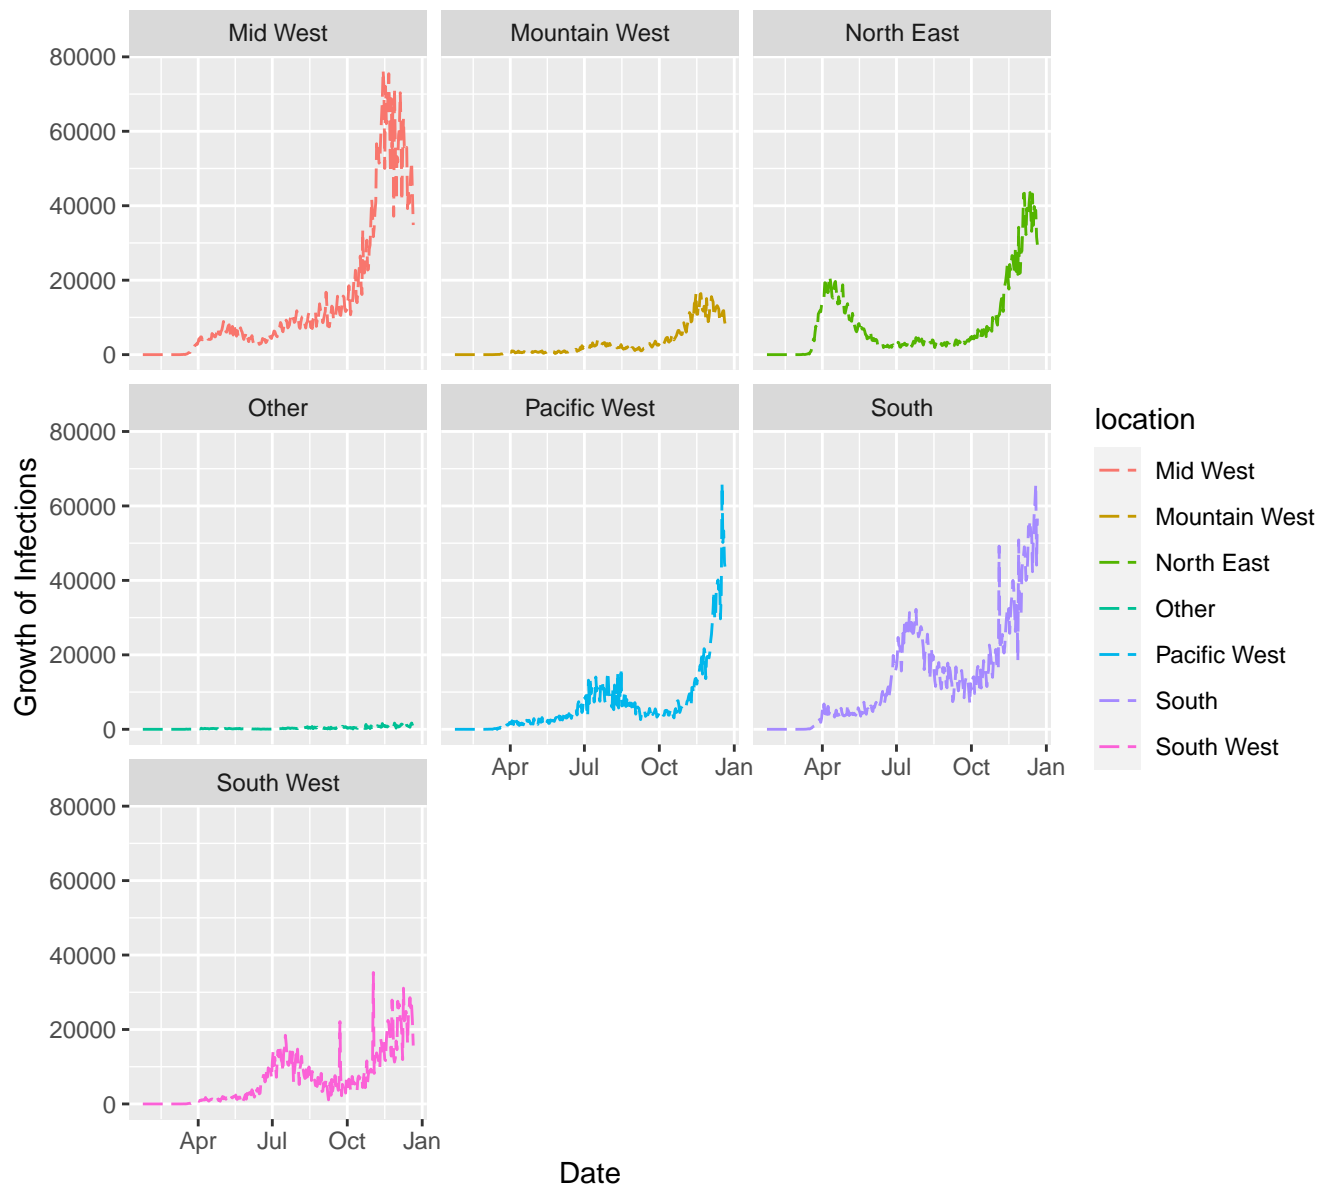 Mid West
Mountain West
North East
80000
60000
40000
20000
0
Other
Pacific West
South
80000
60000
40000
20000
0
Apr
Jul
Oct
Jan
Apr
Jul
Oct
Jan
South West
80000
60000
40000
20000
0
Apr
Jul
Oct
Jan
Date
Growth of Infections
location
Mid West
Mountain West
North East
Other
Pacific West
South
South West